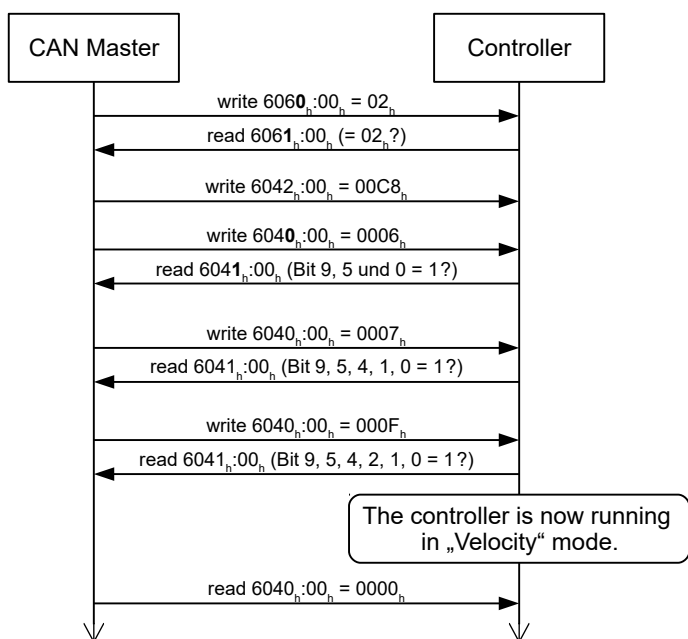 CAN Master
Controller
write 6060ₕ:00ₕ = 02ₕ
read 6061ₕ:00ₕ (= 02ₕ?)
write 6042ₕ:00ₕ = 00C8ₕ
write 6040ₕ:00ₕ = 0006ₕ
read 6041ₕ:00ₕ (Bit 9, 5 und 0 = 1?)
write 6040ₕ:00ₕ = 0007ₕ
read 6041ₕ:00ₕ (Bit 9, 5, 4, 1, 0 = 1?)
write 6040ₕ:00ₕ = 000Fₕ
read 6041ₕ:00ₕ (Bit 9, 5, 4, 2, 1, 0 = 1?)
The controller is now running
in „Velocity“ mode.
read 6040ₕ:00ₕ = 0000ₕ